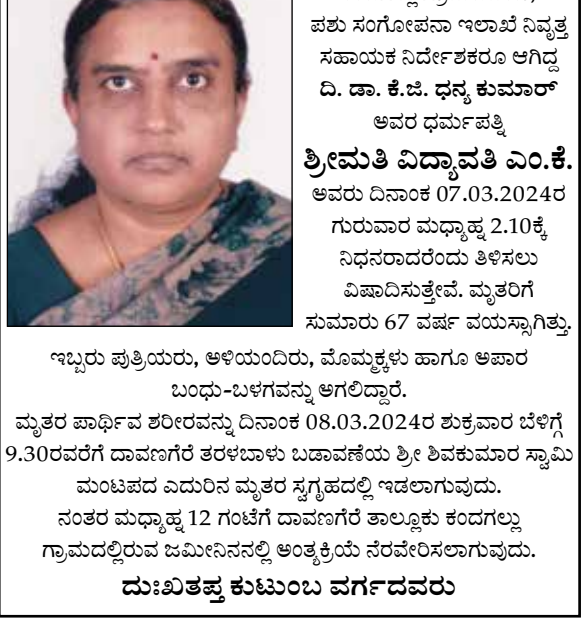 ಪಶು ಸಂಗೋಪನಾ ಇಲಾಖೆ ನಿವೃತ್ತ
ಸಹಾಯಕ ನಿರ್ದೇಶಕರೂ ಆಗಿದ್ದ
ದಿ. ಡಾ. ಕೆ.ಜಿ. ಧನ್ಯ ಕುಮಾರ್
ಅವರ ಧರ್ಮಪತ್ನಿ
ಶ್ರೀಮತಿ ವಿದ್ಯಾವತಿ ಎಂ.ಕೆ.
ಅವರು ದಿನಾಂಕ 07.03.2024ರ
ಗುರುವಾರ ಮಧ್ಯಾಹ್ನ 2.10ಕ್ಕೆ
ನಿಧನರಾದರೆಂದು ತಿಳಿಸಲು
ವಿಷಾದಿಸುತ್ತೇವೆ. ಮೃತರಿಗೆ
ಸುಮಾರು 67 ವರ್ಷ ವಯಸ್ಸಾಗಿತ್ತು.
ಇಬ್ಬರು ಪುತ್ರಿಯರು, ಅಳಿಯಂದಿರು, ಮೊಮ್ಮಕ್ಕಳು ಹಾಗೂ ಅಪಾರ
ಬಂಧು-ಬಳಗವನ್ನು ಅಗಲಿದ್ದಾರೆ.
ಮೃತರ ಪಾರ್ಥಿವ ಶರೀರವನ್ನು ದಿನಾಂಕ 08.03.2024ರ ಶುಕ್ರವಾರ ಬೆಳಿಗ್ಗೆ
9.30ರವರೆಗೆ ದಾವಣಗೆರೆ ತರಳಬಾಳು ಬಡಾವಣೆಯ ಶ್ರೀ ಶಿವಕುಮಾರ ಸ್ವಾಮಿ
ಮಂಟಪದ ಎದುರಿನ ಮೃತರ ಸ್ವಗೃಹದಲ್ಲಿ ಇಡಲಾಗುವುದು.
ನಂತರ ಮಧ್ಯಾಹ್ನ 12 ಗಂಟೆಗೆ ದಾವಣಗೆರೆ ತಾಲ್ಲೂಕು ಕಂದಗಲ್ಲು
ಗ್ರಾಮದಲ್ಲಿರುವ ಜಮೀನಿನನಲ್ಲಿ ಅಂತ್ಯಕ್ರಿಯೆ ನೆರವೇರಿಸಲಾಗುವುದು.
ದುಃಖಿತಪ್ತ ಕುಟುಂಬ ವರ್ಗದವರು